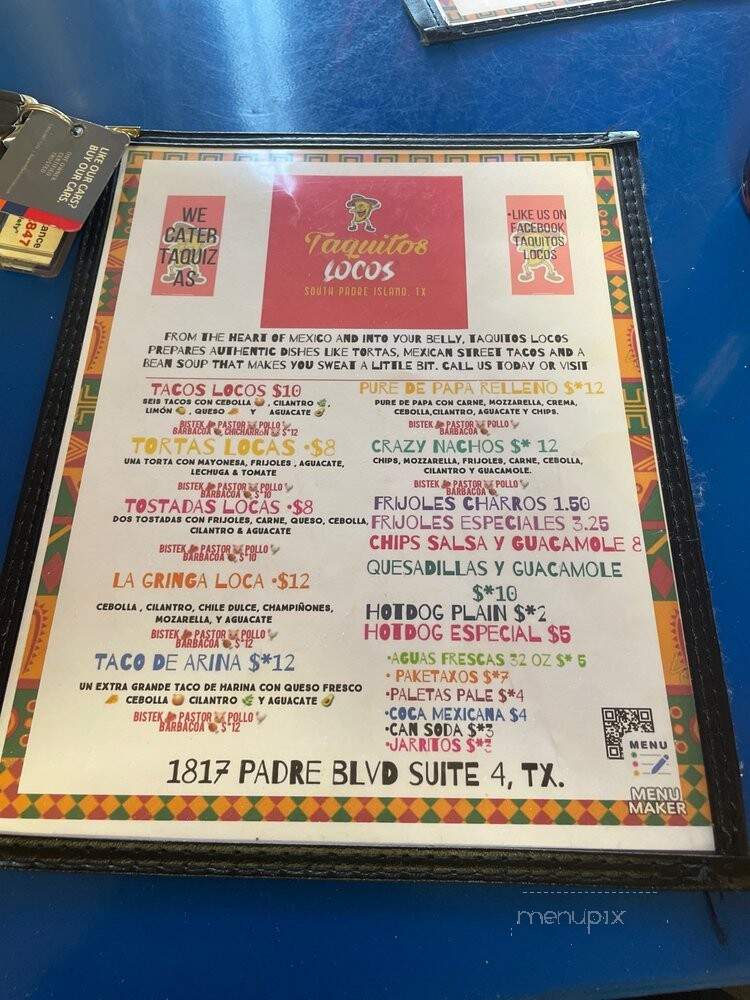 LIKE OUR CARS?
BUY OUR CARS.
847
WE
CATER
TAQUIZ
AS
Taquitos
LOCOS
SOUTH PADRE ISLAND, TX
•LIKE US ON
FACEBOOK
TAQUITOS
LOCOS
FROM THE HEART OF MEXICO AND INTO YOUR BELLY, TAQUITOS LOCOS
PREPARES AUTHENTIC DISHES LIKE TORTAS, MEXICAN STREET TACOS AND A
BEAN SOUP THAT MAKES YOU SWEAT A LITTLE BIT. CALL US TODAY OR VISIT
TACOS LOCOS $10
SEIS TACOS CON CEBOLLA, CILANTRO
LIMÓN, QUESO Y AGUACATE
BISTEK PASTOR POLLO
BARBACOA CHICHARRÓN $*12
TORTAS LOCAS •$8
UNA TORTA CON MAYONESA, FRIJOLES, AGUACATE,
LECHUGA & TOMATE
BISTEK PASTOR POLLO
BARBACOA $*10
TOSTADAS LOCAS •$8
DOS TOSTADAS CON FRIJOLES, CARNE, QUESO, CEBOLLA,
CILANTRO & AGUACATE
BISTEK PASTOR POLLO
BARBACOA $*10
LA GRINGA LOCA •$12
CEBOLLA, CILANTRO, CHILE DULCE, CHAMPIÑONES,
MOZARELLA, Y AGUACATE
BISTEK PASTOR POLLO
BARBACOA $*12
TACO DE ARINA $*12
UN EXTRA GRANDE TACO DE HARINA CON QUESO FRESCO
CEBOLLA CILANTRO Y AGUACATE
BISTEK PASTOR POLLO
BARBACOA $*12
PURE DE PAPA RELLENO $*12
PURE DE PAPA CON CARNE, MOZZARELLA, CREMA,
CEBOLLA,CILANTRO, AGUACATE Y CHIPS.
BISTEK PASTOR POLLO
BARBACOA
CRAZY NACHOS $* 12
CHIPS, MOZZARELLA, FRIJOLES, CARNE, CEBOLLA,
CILANTRO Y GUACAMOLE.
BISTEK PASTOR POLLO
BARBACOA
FRIJOLES CHARROS 1.50
FRIJOLES ESPECIALES 3.25
CHIPS SALSA Y GUACAMOLE 8
QUESADILLAS Y GUACAMOLE
$*10
HOTDOG PLAIN $*2
HOTDOG ESPECIAL $5
•AGUAS FRESCAS 32 OZ $* 5
• PAKETAXOS $*7
•PALETAS PALE $*4
•COCA MEXICANA $4
•CAN SODA $*3
•JARRITOS $*3
MENU
MENU
MAKER
1817 PADRE BLVD SUITE 4, TX.
menupix